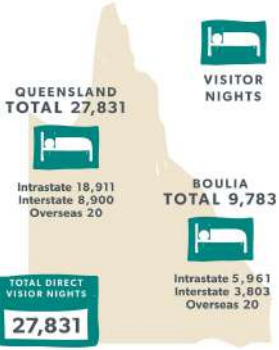 VISITOR
NIGHTS
QUEENSLAND
TOTAL 27,831
Intrastate 18,911
Interstate 8,900
Overseas 20
BOULIA
TOTAL 9,783
Intrastate 5,961
Interstate 3,803
Overseas 20
TOTAL DIRECT
VISIOR NIGHTS
27,831